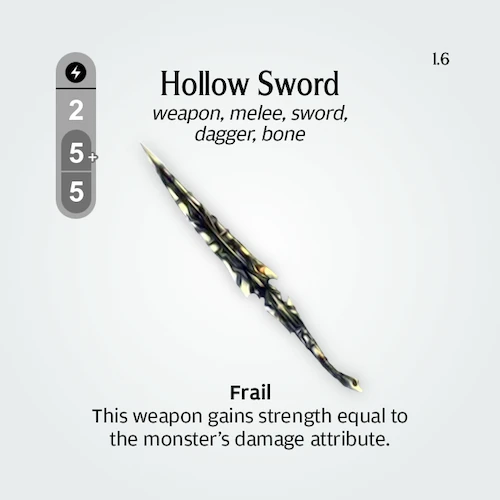 1.6
Hollow Sword
weapon, melee, sword,
dagger, bone
2
5+
5
Frail
This weapon gains strength equal to
the monster's damage attribute.